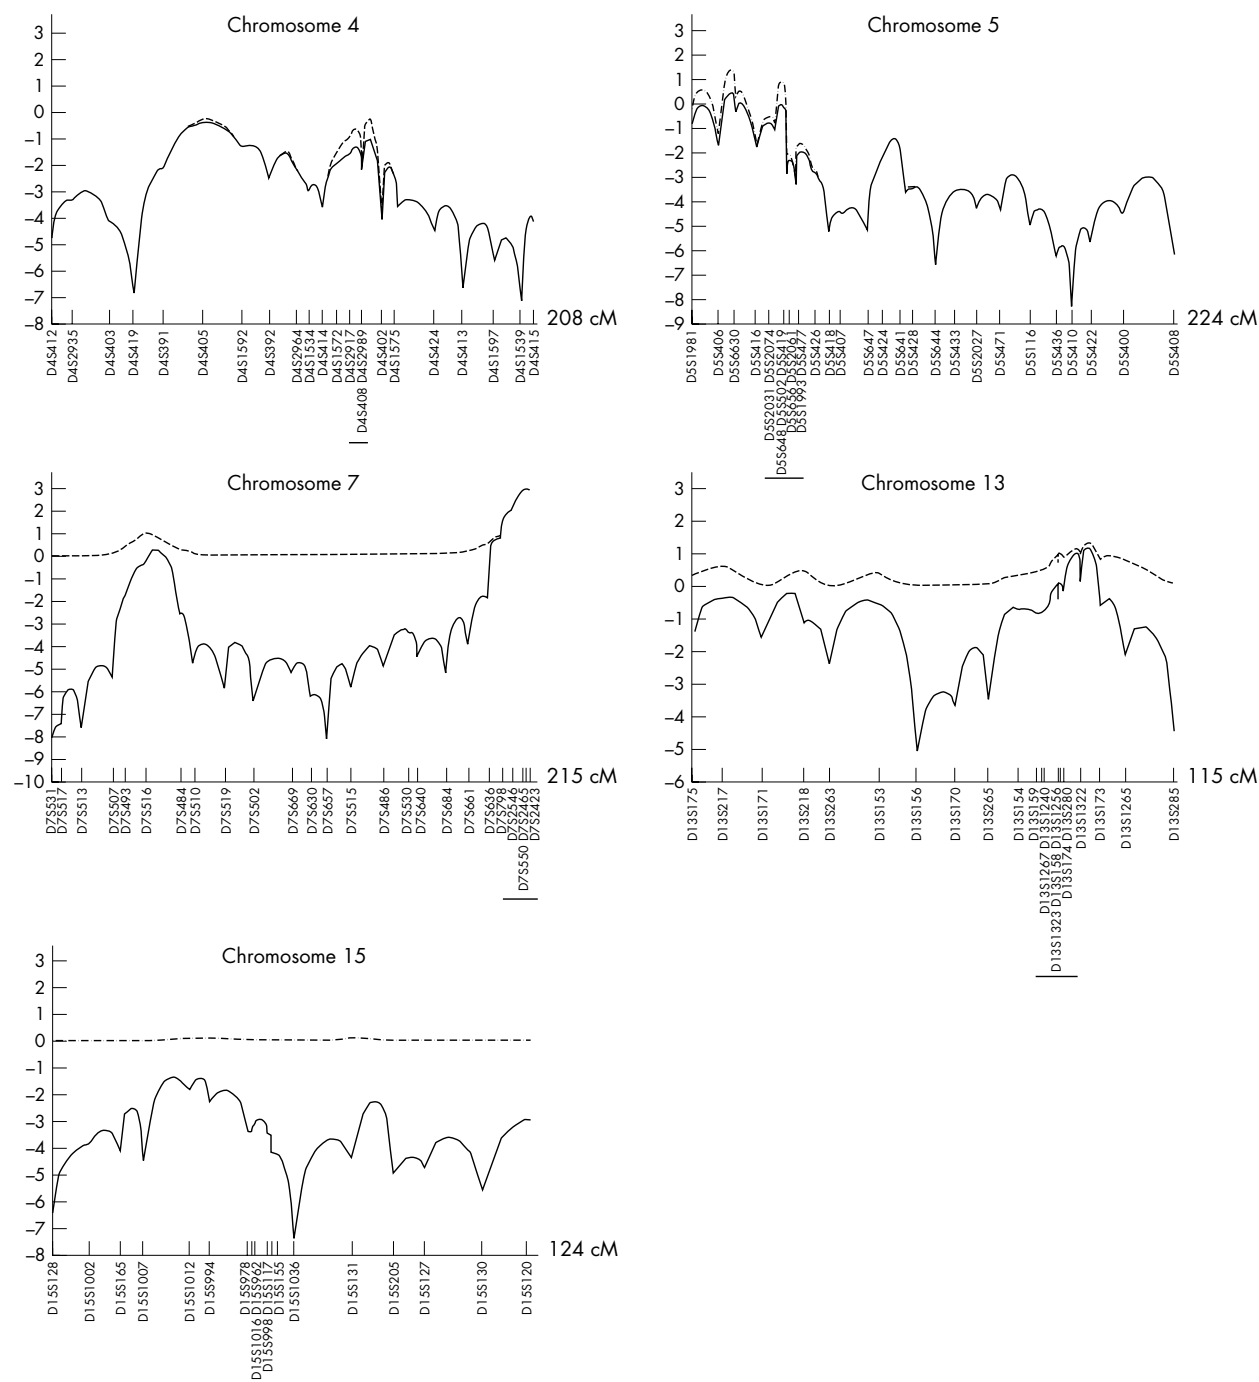 Chromosome 4
3
2
1
0
–1
–2
–3
–4
–5
–6
–7
–8
208 cM
D4S412
D4S2935
D4S403
D4S419
D4S391
D4S405
D4S1592
D4S392
D4S2964
D4S1534
D4S414
D4S1572
D4S2917
D4S2989
D4S408
D4S402
D4S1575
D4S424
D4S413
D4S1597
D4S1539
D4S415
Chromosome 5
3
2
1
0
–1
–2
–3
–4
–5
–6
–7
–8
–9
224 cM
D5S1981
D5S406
D5S630
D5S416
D5S2031 D5S2074
D5S648 D5S502 D5S419
D5S656 D5S2061
D5S1993 D5S477
D5S426
D5S418
D5S407
D5S647
D5S424
D5S641
D5S428
D5S644
D5S433
D5S2027
D5S471
D5S116
D5S436
D5S410
D5S422
D5S400
D5S408
Chromosome 7
3
2
1
0
–1
–2
–3
–4
–5
–6
–7
–8
–9
–10
215 cM
D7S531
D7S517
D7S513
D7S507
D7S493
D7S516
D7S484
D7S510
D7S519
D7S502
D7S669
D7S630
D7S657
D7S515
D7S486
D7S530
D7S640
D7S684
D7S661
D7S636
D7S798
D7S2546
D7S550 D7S2465
D7S2423
Chromosome 13
3
2
1
0
–1
–2
–3
–4
–5
–6
115 cM
D13S175
D13S217
D13S171
D13S218
D13S263
D13S153
D13S156
D13S170
D13S265
D13S154
D13S159
D13S1267 D13S1240
D13S1323 D13S158 D13S1256
D13S174 D13S280
D13S1322
D13S173
D13S1265
D13S285
Chromosome 15
3
2
1
0
–1
–2
–3
–4
–5
–6
–7
–8
124 cM
D15S128
D15S1002
D15S165
D15S1007
D15S1012
D15S994
D15S978
D15S1016 D15S962
D15S998 D15S117
D15S155
D15S1036
D15S131
D15S205
D15S127
D15S130
D15S120